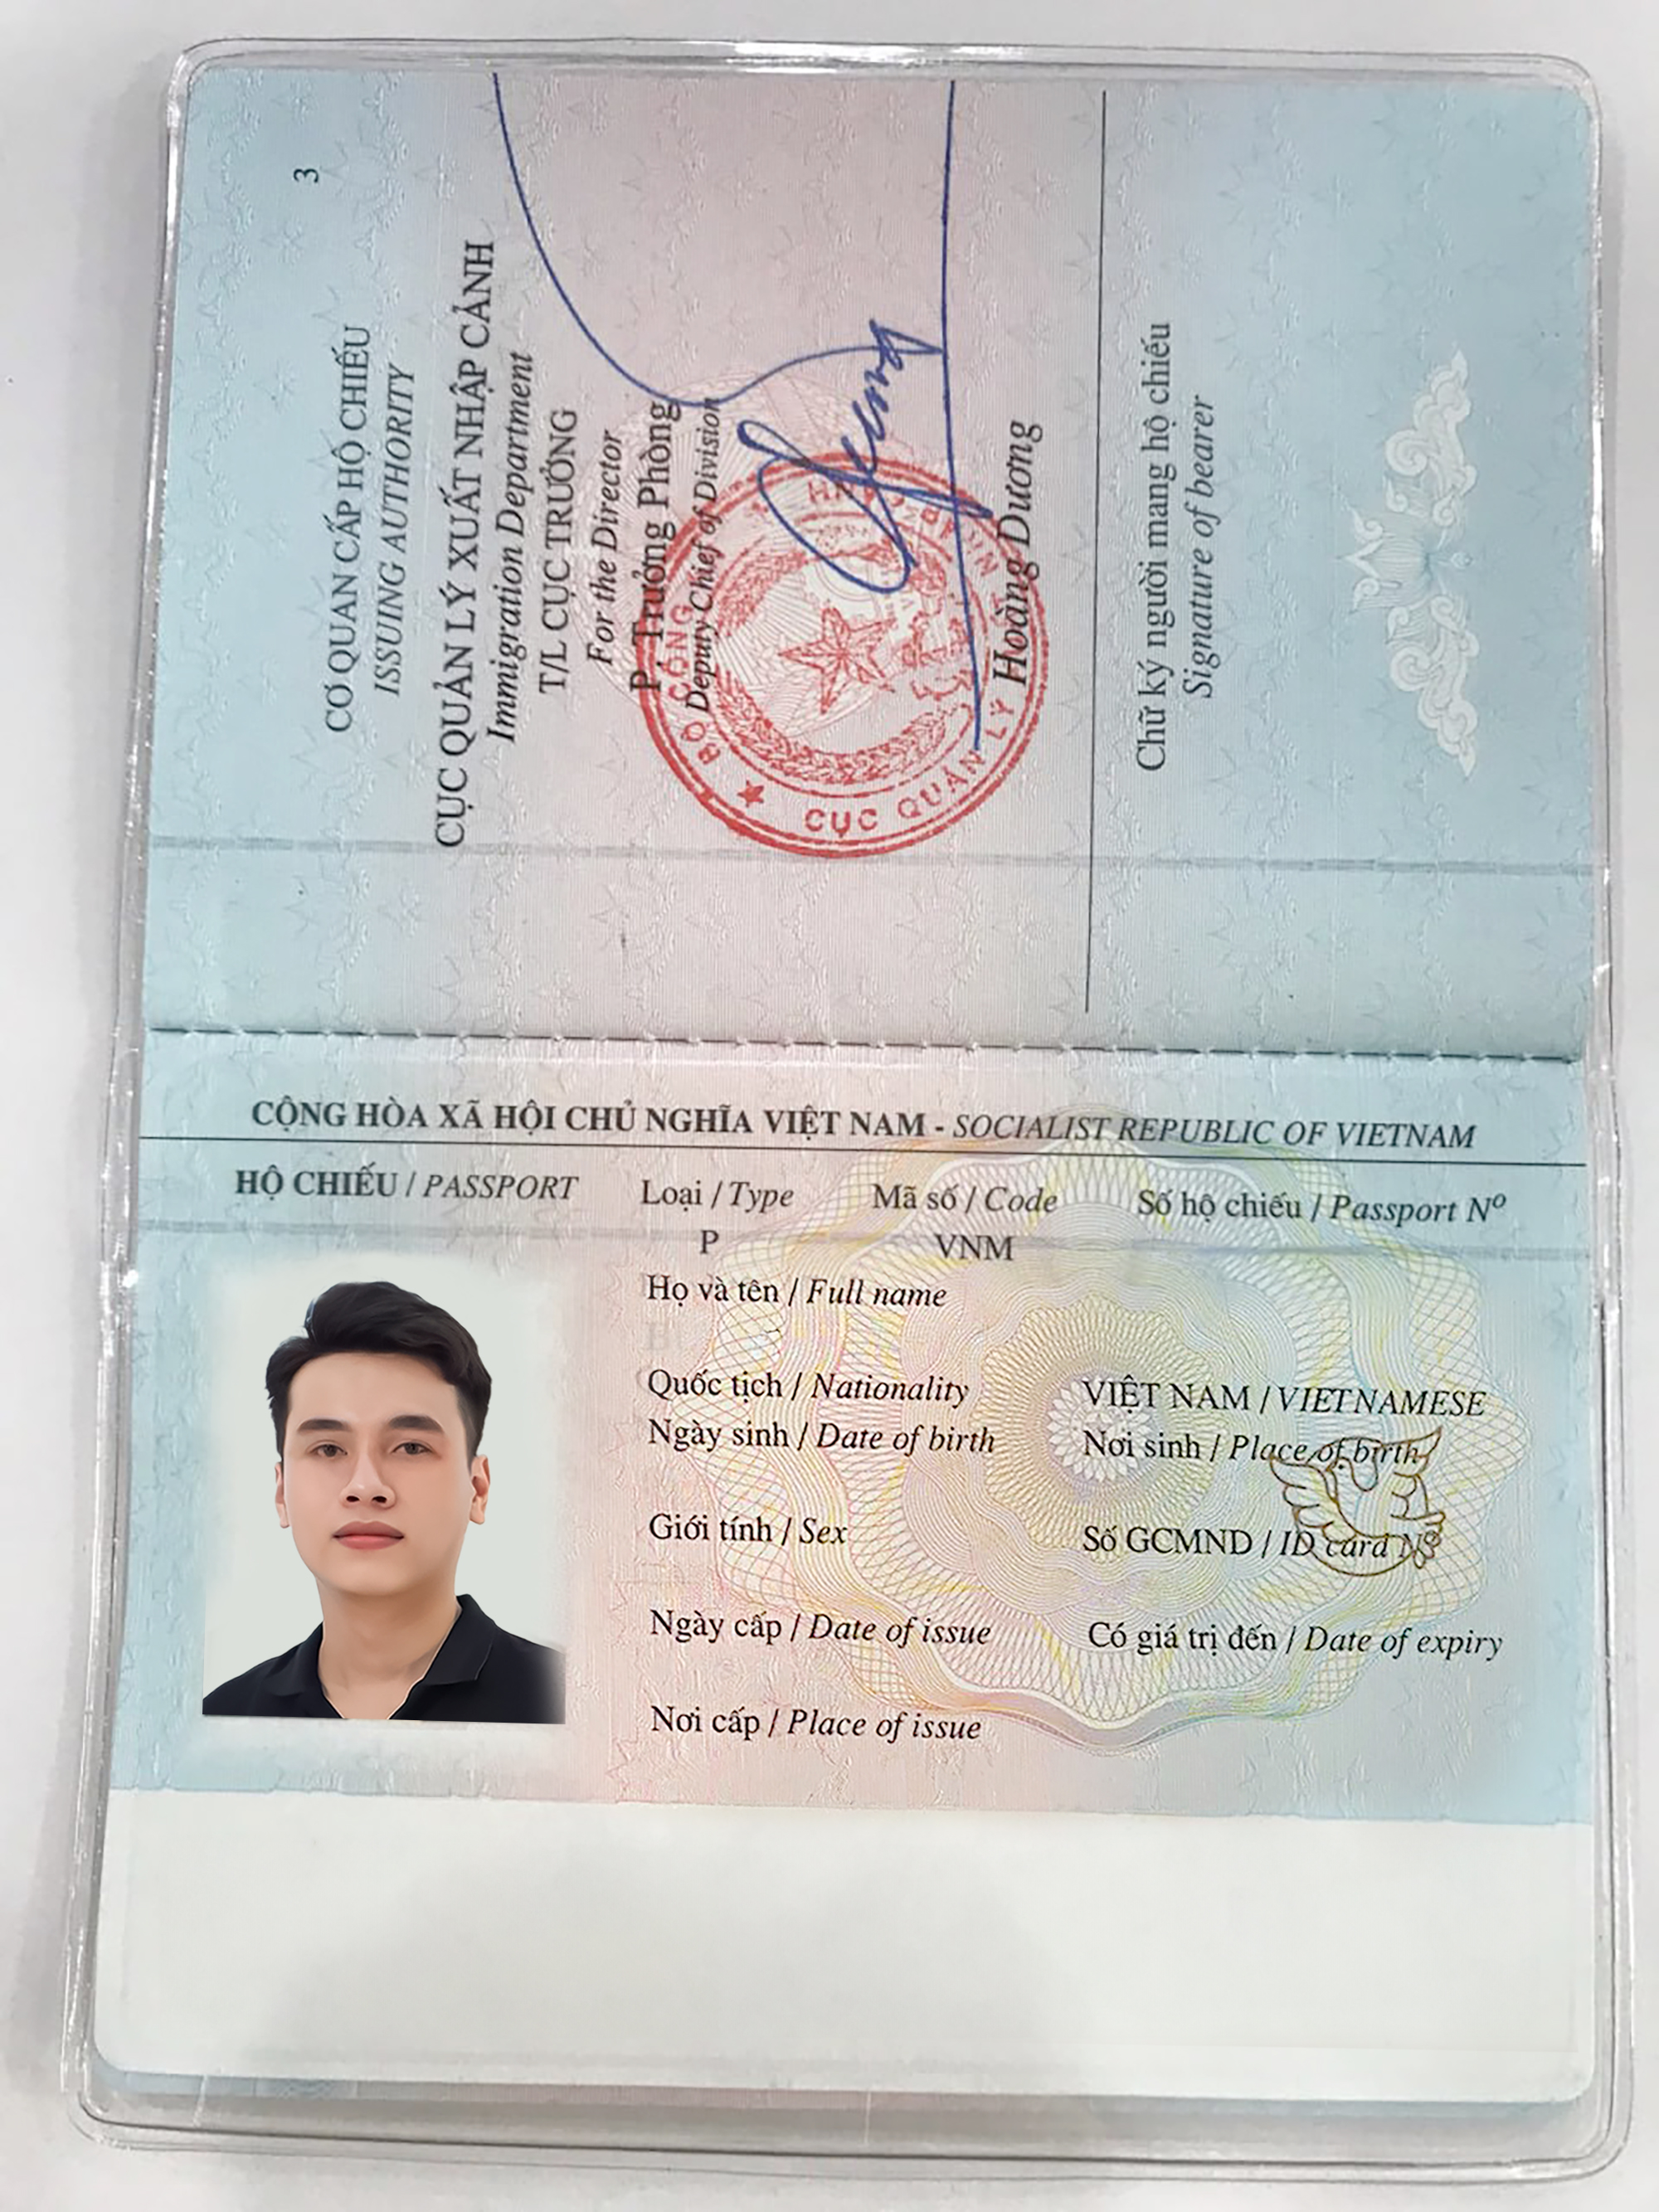 3
CƠ QUAN CẤP HỘ CHIẾU
ISSUING AUTHORITY
CỤC QUẢN LÝ XUẤT NHẬP CẢNH
Immigration Department
T/L CỤC TRƯỞNG
For the Director
P. Trưởng Phòng
Deputy Chief of Division
BỘ CÔNG
CỤC QUẢN LÝ
Hoàng Dương
Chữ ký người mang hộ chiếu
Signature of bearer
CỘNG HÒA XÃ HỘI CHỦ NGHĨA VIỆT NAM - SOCIALIST REPUBLIC OF VIETNAM
HỘ CHIẾU / PASSPORT Loại / Type Mã số / Code Số hộ chiếu / Passport Nº
P VNM
Họ và tên / Full name
Quốc tịch / Nationality VIỆT NAM / VIETNAMESE
Ngày sinh / Date of birth Nơi sinh / Place of birth
Giới tính / Sex Số GCMND / ID card Nº
Ngày cấp / Date of issue Có giá trị đến / Date of expiry
Nơi cấp / Place of issue